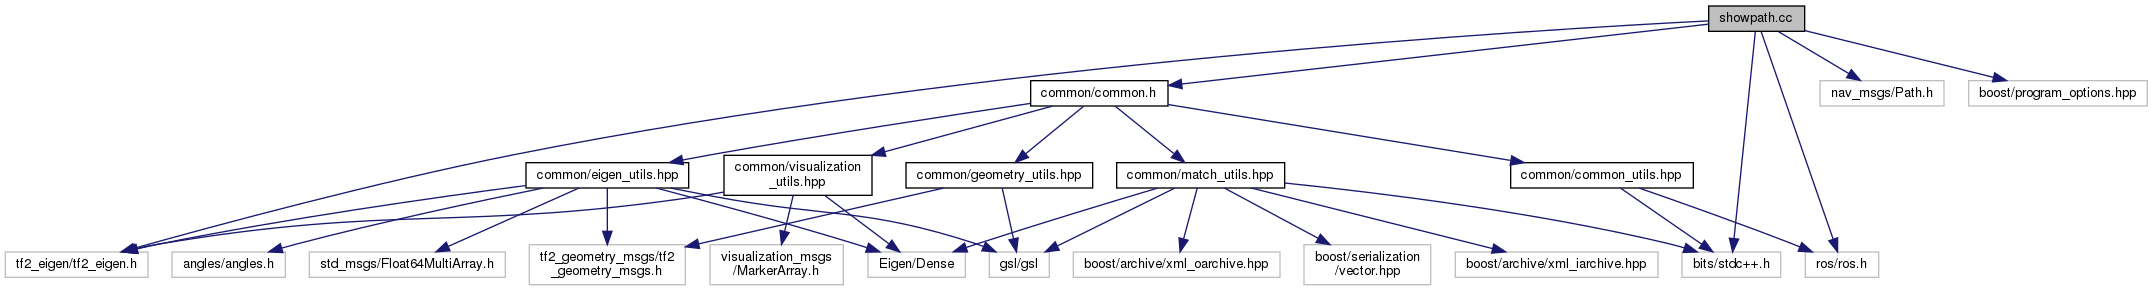 showpath.cc
common/common.h
nav_msgs/Path.h
boost/program_options.hpp
common/eigen_utils.hpp
common/visualization
_utils.hpp
common/geometry_utils.hpp
common/match_utils.hpp
common/common_utils.hpp
tf2_eigen/tf2_eigen.h
angles/angles.h
std_msgs/Float64MultiArray.h
tf2_geometry_msgs/tf2
_geometry_msgs.h
visualization_msgs
/MarkerArray.h
Eigen/Dense
gsl/gsl
boost/archive/xml_oarchive.hpp
boost/serialization
/vector.hpp
boost/archive/xml_iarchive.hpp
bits/stdc++.h
ros/ros.h